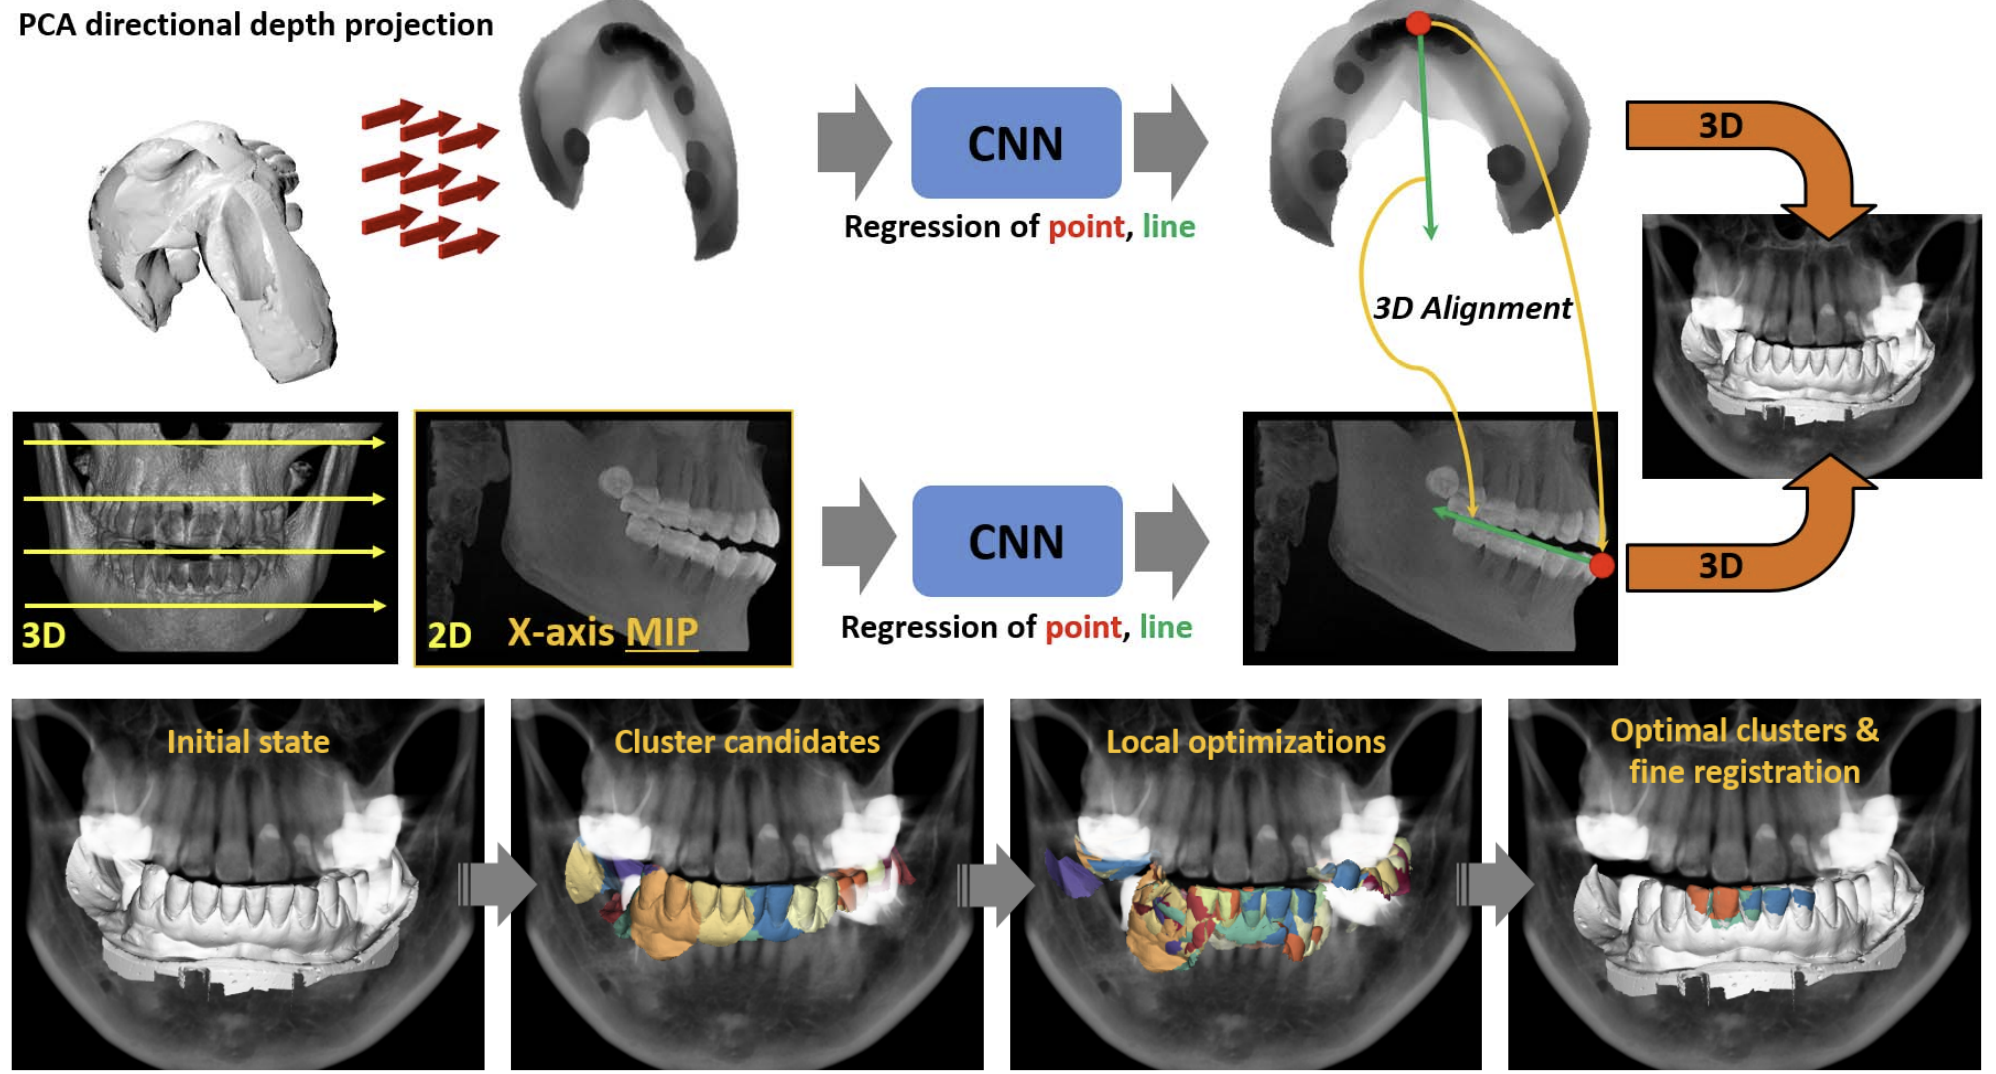 PCA directional depth projection
CNN
Regression of point, line
3D
3D Alignment
3D
2D
X-axis MIP
CNN
Regression of point, line
3D
Initial state
Cluster candidates
Local optimizations
Optimal clusters &
fine registration